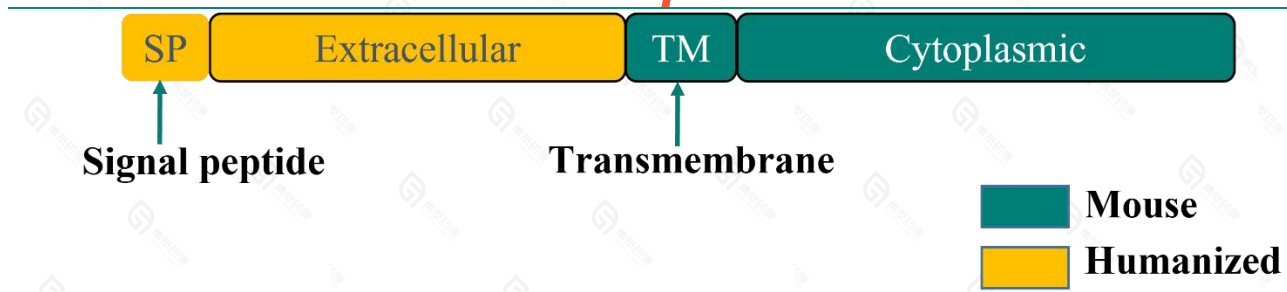 SP Extracellular TM Cytoplasmic
Signal peptide Transmembrane
Mouse
Humanized